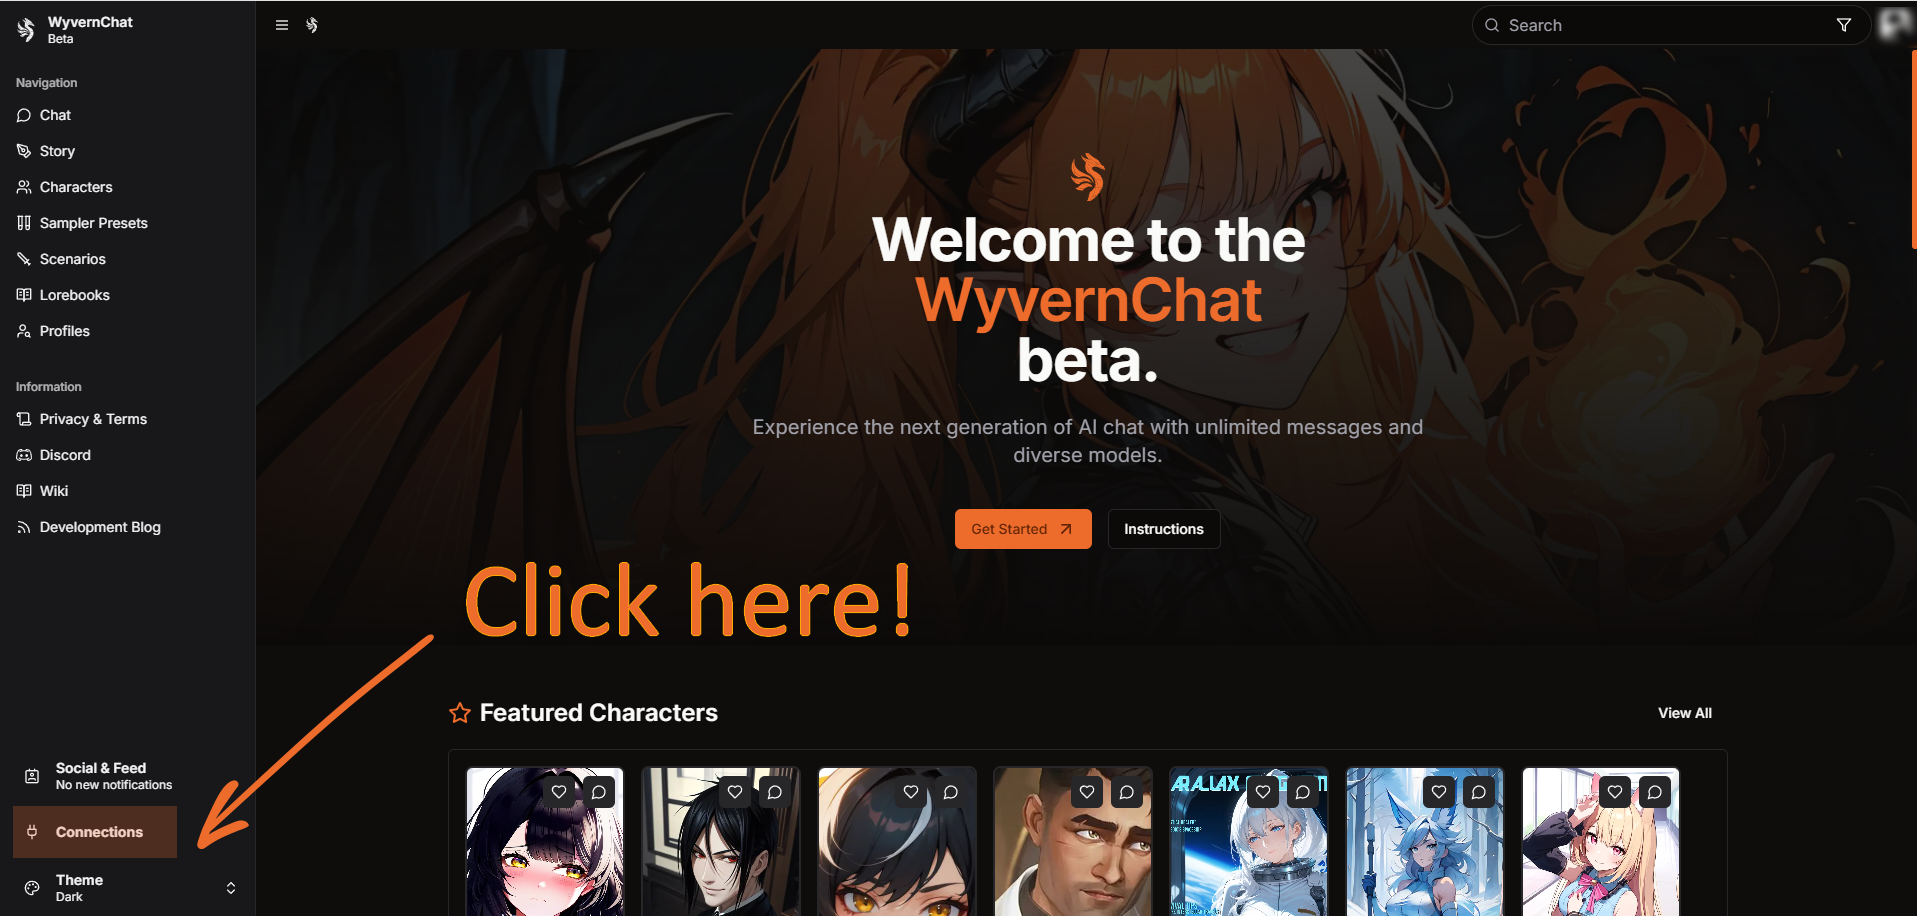 WyvernChat
Beta
Search
Navigation
Chat
Story
Characters
Sampler Presets
Scenarios
Lorebooks
Profiles
Information
Privacy & Terms
Discord
Wiki
Development Blog
Social & Feed
No new notifications
Connections
Theme
Dark
Welcome to the
WyvernChat
beta.
Experience the next generation of AI chat with unlimited messages and
diverse models.
Get Started
Instructions
Click here!
Featured Characters
View All